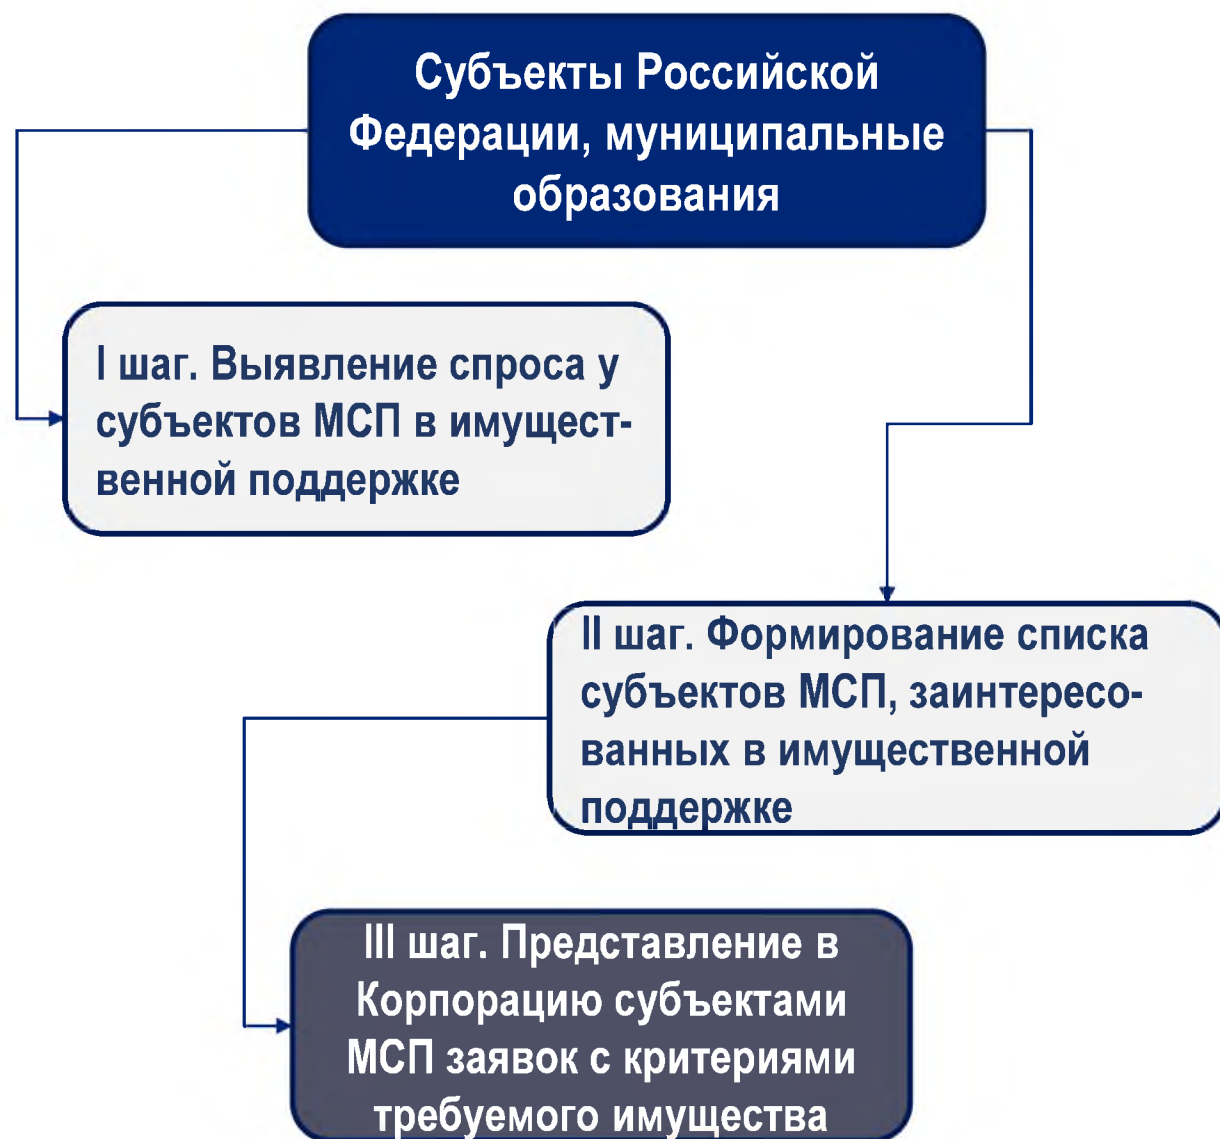 Субъекты Российской
Федерации, муниципальные
образования
I шаг. Выявление спроса у
субъектов МСП в имущест-
венной поддержке
II шаг. Формирование списка
субъектов МСП, заинтересо-
ванных в имущественной
поддержке
III шаг. Представление в
Корпорацию субъектами
МСП заявок с критериями
требуемого имущества